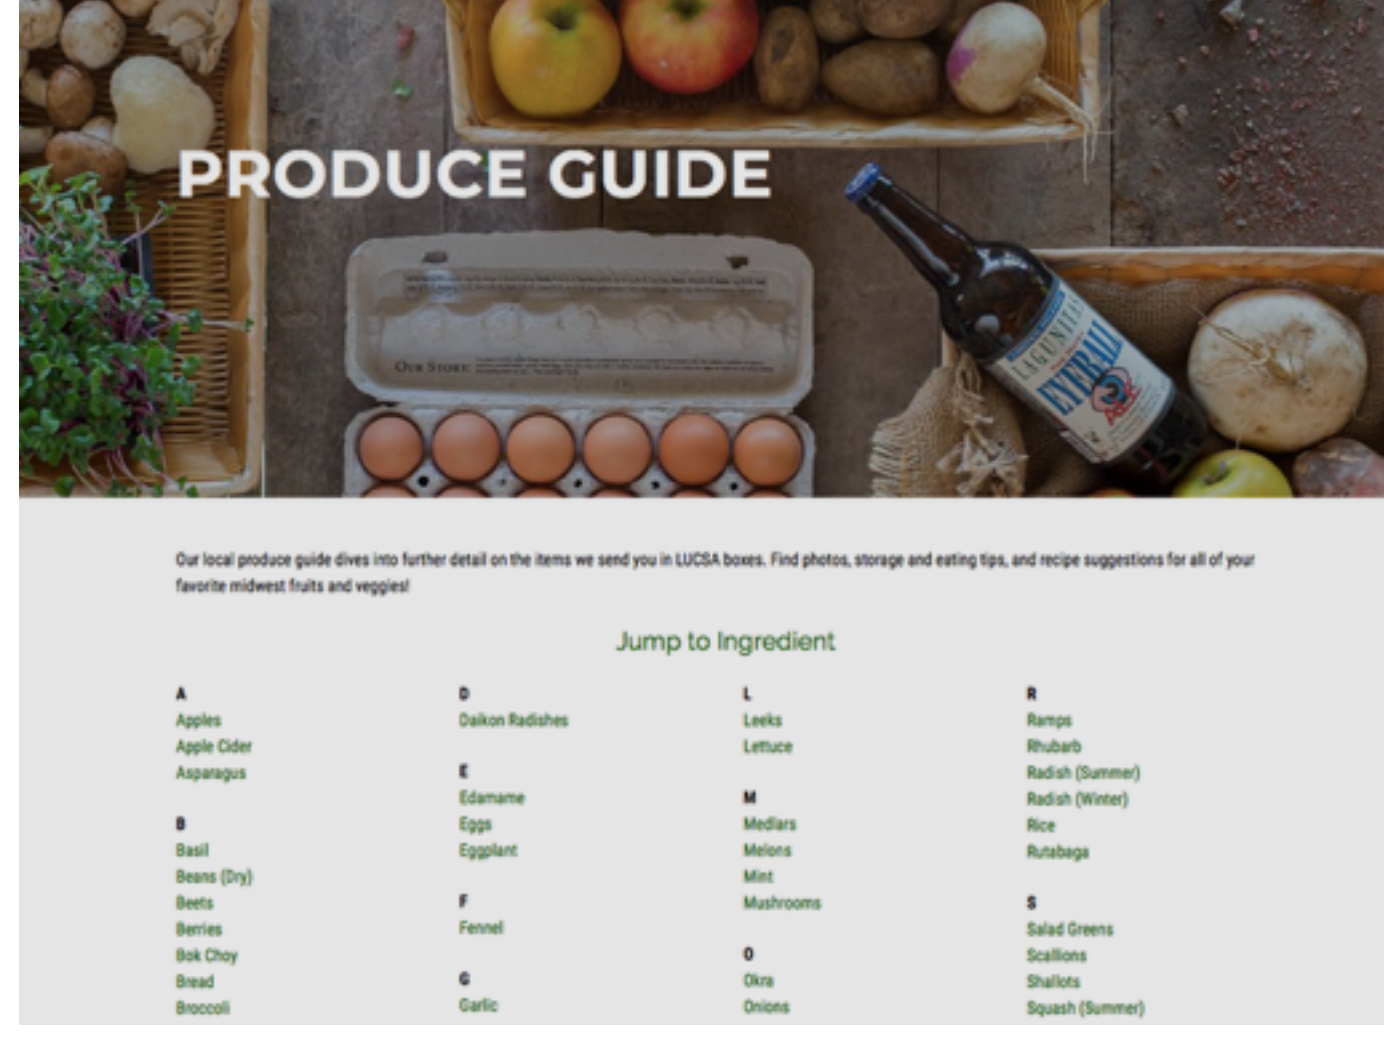 PRODUCE GUIDE
OUR STORY
LAGUNITAS
EYEBALL
ALE
Our local produce guide dives into further detail on the items we send you in LUCSA boxes. Find photos, storage and eating tips, and recipe suggestions for all of your
favorite midwest fruits and veggies!
Jump to Ingredient
A
Apples
Apple Cider
Asparagus
B
Basil
Beans (Dry)
Beets
Berries
Bok Choy
Bread
Broccoli
D
Daikon Radishes
E
Edamame
Eggs
Eggplant
F
Fennel
G
Garlic
L
Leeks
Lettuce
M
Medlars
Melons
Mint
Mushrooms
O
Okra
Onions
R
Ramps
Rhubarb
Radish (Summer)
Radish (Winter)
Rice
Rutabaga
S
Salad Greens
Scallions
Shallots
Squash (Summer)